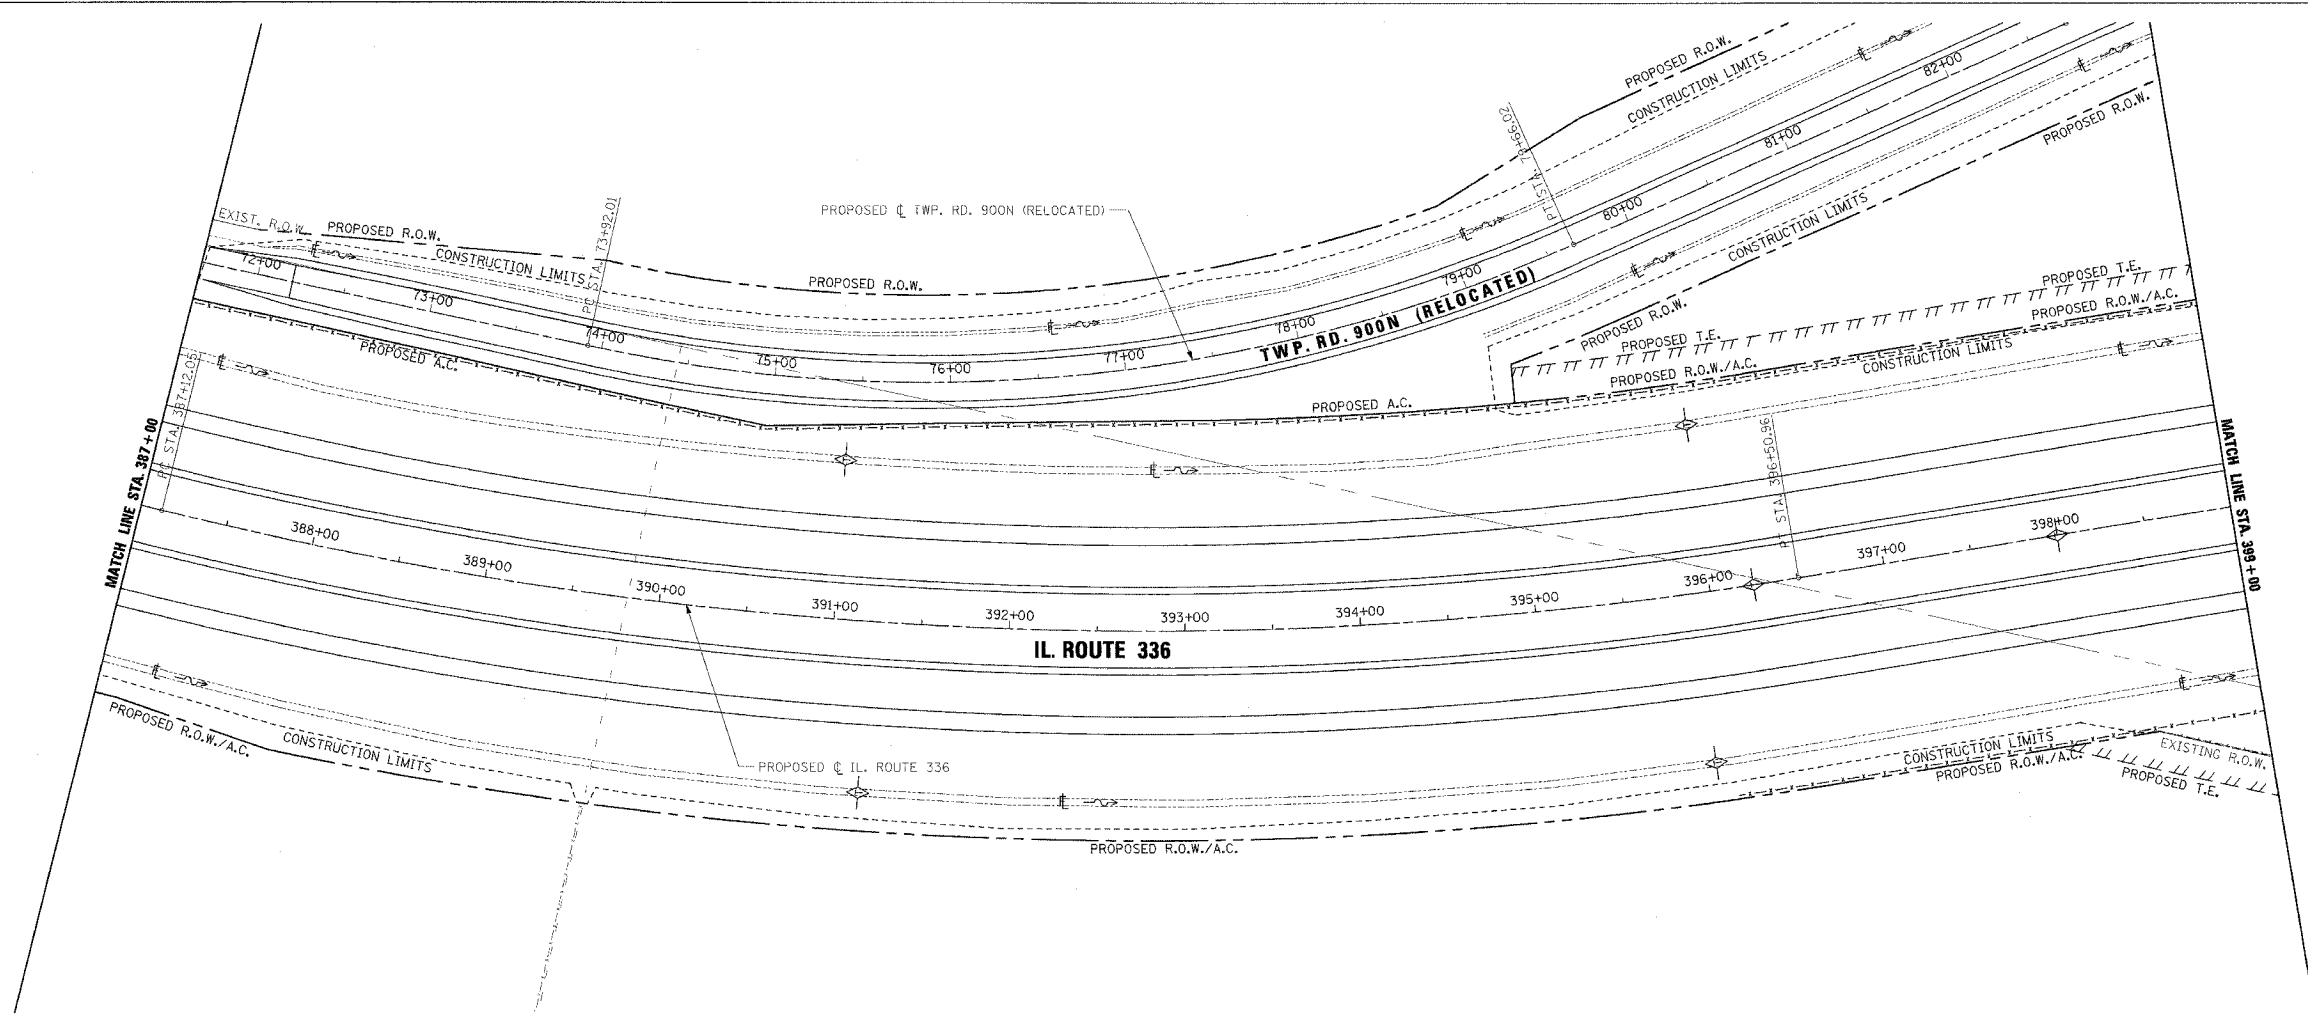 PROPOSED R.O.W.
CONSTRUCTION LIMITS
82+00
81+00
PROPOSED R.O.W.
PT STA. 79+66.02
80+00
CONSTRUCTION LIMITS
EXIST. R.O.W.
PROPOSED R.O.W.
CONSTRUCTION LIMITS
PC STA. 73+92.01
PROPOSED ℄ TWP. RD. 900N (RELOCATED)
PROPOSED R.O.W.
72+00
73+00
74+00
75+00
76+00
77+00
78+00
79+00
TWP. RD. 900N (RELOCATED)
PROPOSED R.O.W.
PROPOSED T.E.
PROPOSED T.E.
PROPOSED R.O.W./A.C.
PROPOSED R.O.W./A.C.
CONSTRUCTION LIMITS
PROPOSED A.C.
PROPOSED A.C.
MATCH LINE STA. 387+00
PC STA. 387+12.05
388+00
389+00
390+00
391+00
392+00
393+00
394+00
395+00
396+00
PT STA. 396+50.96
397+00
398+00
MATCH LINE STA. 399+00
IL. ROUTE 336
PROPOSED R.O.W./A.C.
CONSTRUCTION LIMITS
PROPOSED ℄ IL. ROUTE 336
PROPOSED R.O.W./A.C.
CONSTRUCTION LIMITS
PROPOSED R.O.W./A.C.
EXISTING R.O.W.
PROPOSED T.E.